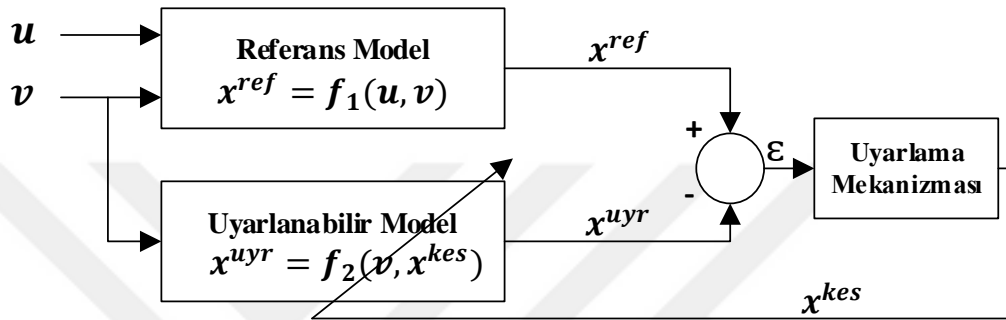 u
v
Referans Model
x^{ref} = f_1(u, v)
x^{ref}
+
-
ε
Uyarlama
Mekanizması
Uyarlanabilir Model
x^{uyr} = f_2(v, x^{kes})
x^{uyr}
x^{kes}